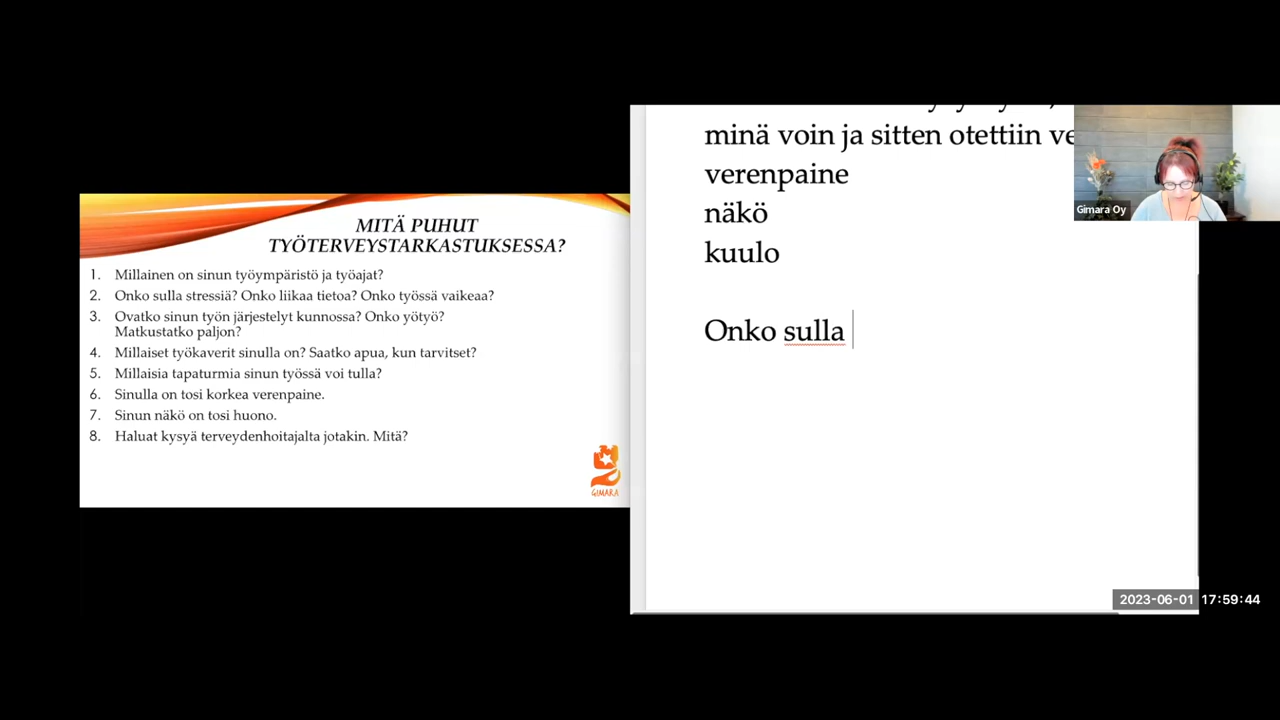 MITÄ PUHUT
TYÖTERVEYSTARKASTUKSESSA?
1. Millainen on sinun työympäristö ja työajat?
2. Onko sulla stressiä? Onko liikaa tietoa? Onko työssä vaikeaa?
3. Ovatko sinun työn järjestelyt kunnossa? Onko yötyö?
Matkustatko paljon?
4. Millaiset työkaverit sinulla on? Saatko apua, kun tarvitset?
5. Millaisia tapaturmia sinun työssä voi tulla?
6. Sinulla on tosi korkea verenpaine.
7. Sinun näkö on tosi huono.
8. Haluat kysyä terveydenhoitajalta jotakin. Mitä?
GIMARA
minä voin ja sitten otettiin ve
verenpaine
näkö
kuulo
Onko sulla
Gimara Oy
2023-06-01 17:59:44